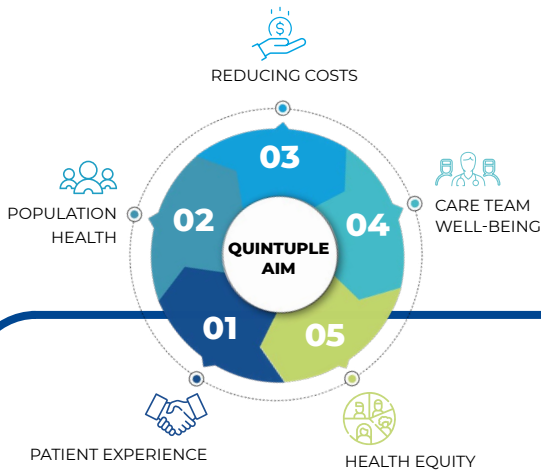 $
REDUCING COSTS
03
POPULATION
HEALTH
02
QUINTUPLE
AIM
04
CARE TEAM
WELL-BEING
01
05
PATIENT EXPERIENCE
HEALTH EQUITY